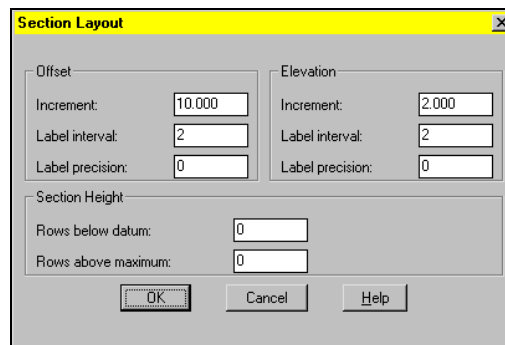 Section Layout
Offset
Increment: 10.000
Label interval: 2
Label precision: 0
Elevation
Increment: 2.000
Label interval: 2
Label precision: 0
Section Height
Rows below datum: 0
Rows above maximum: 0
OK Cancel Help